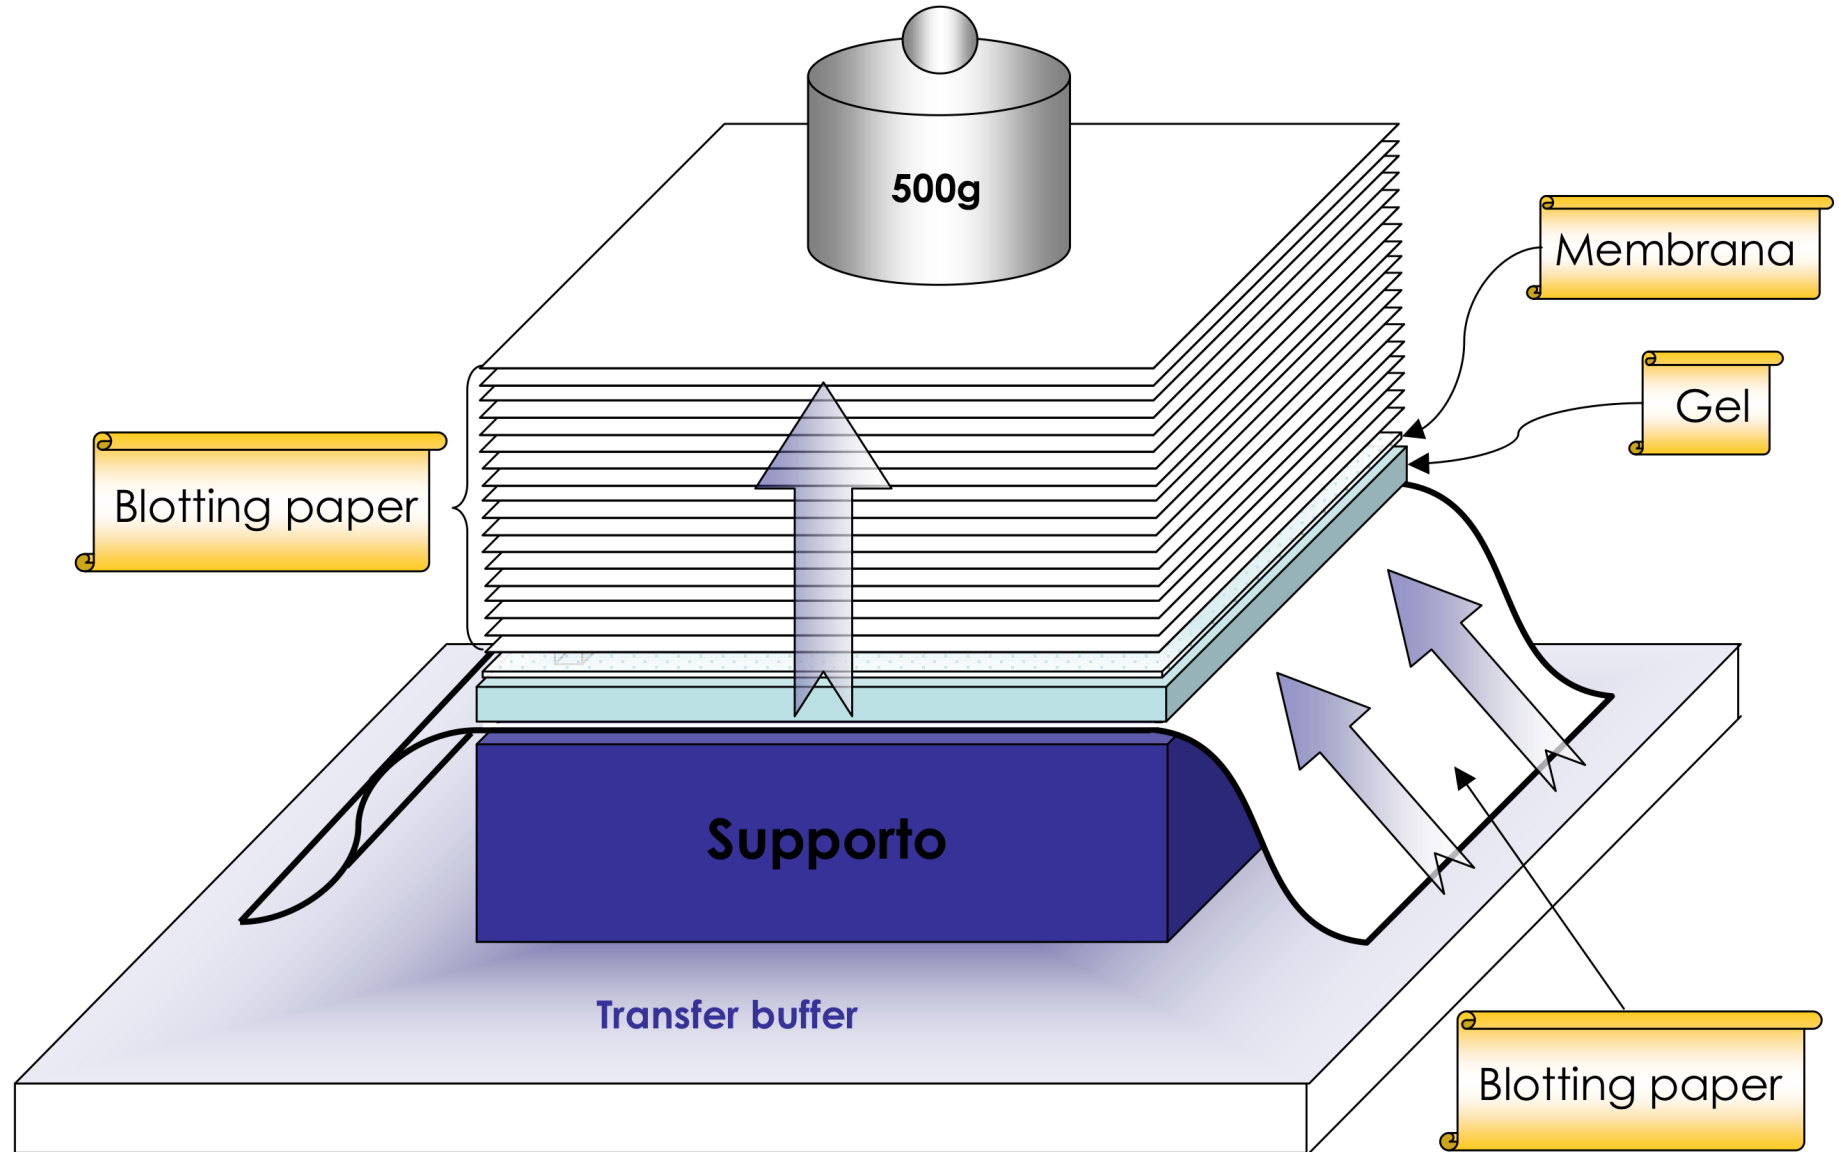 500g
Membrana
Gel
Blotting paper
Supporto
Transfer buffer
Blotting paper